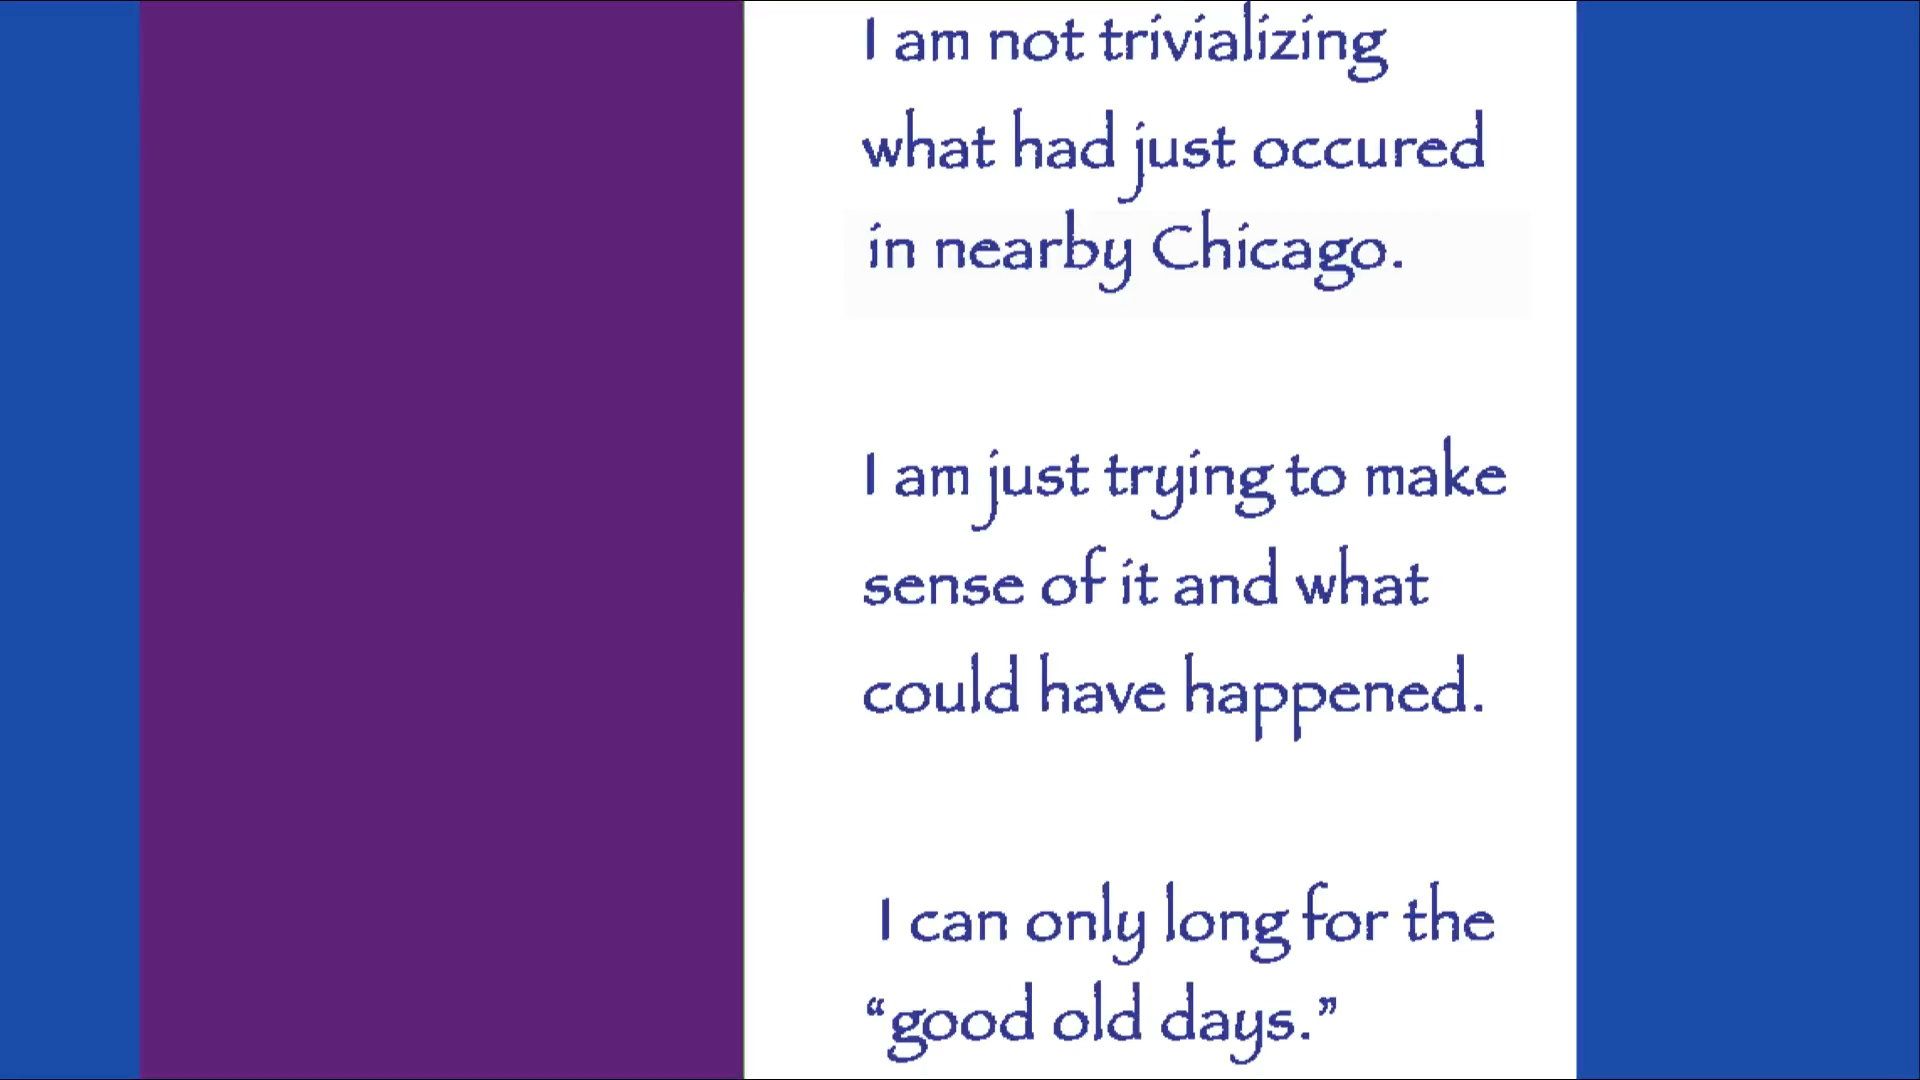 I am not trivializing
what had just occured
in nearby Chicago.
I am just trying to make
sense of it and what
could have happened.
I can only long for the
“good old days.”